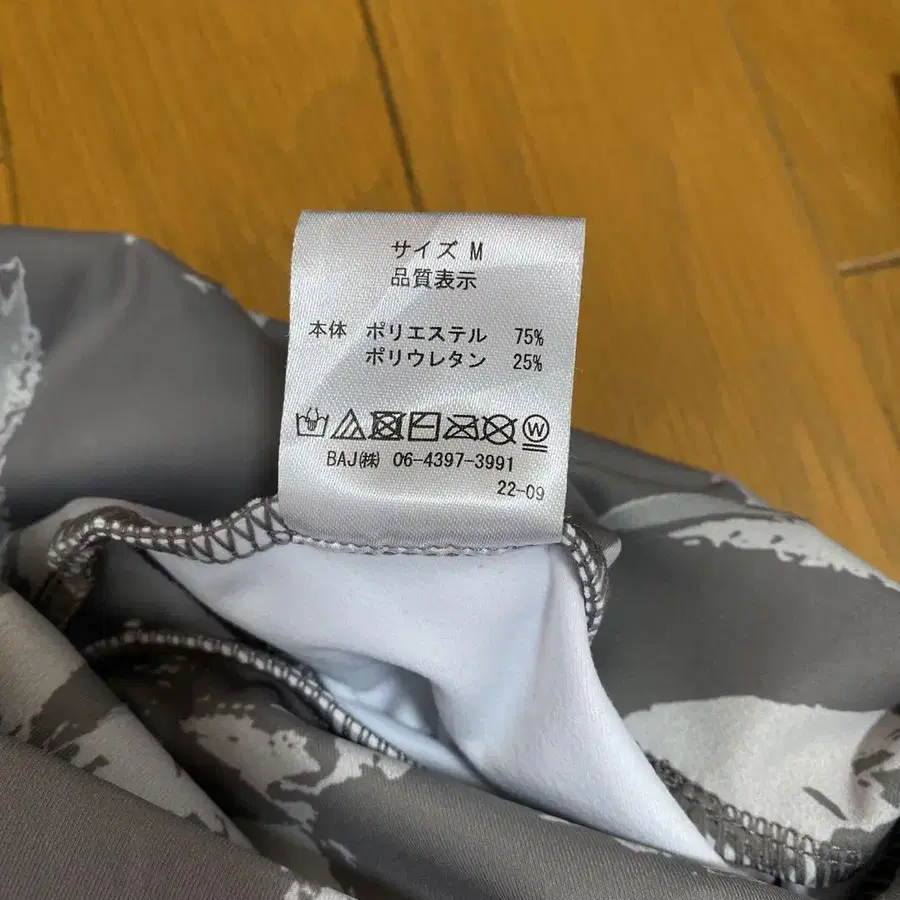 サイズ M
品質表示
本体 ポリエステル 75%
ポリウレタン 25%
W
BAJ㈱ 06-4397-3991
22-09